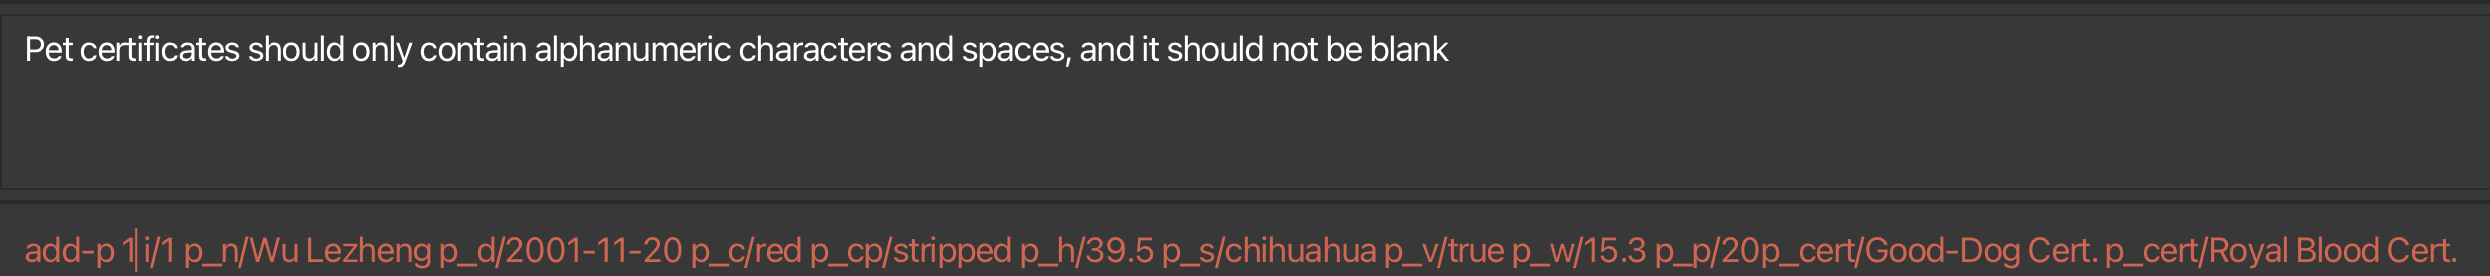 Pet certificates should only contain alphanumeric characters and spaces, and it should not be blank
add-p 1 i/1 p_n/Wu Lezheng p_d/2001-11-20 p_c/red p_cp/stripped p_h/39.5 p_s/chihuahua p_v/true p_w/15.3 p_p/20p_cert/Good-Dog Cert. p_cert/Royal Blood Cert.